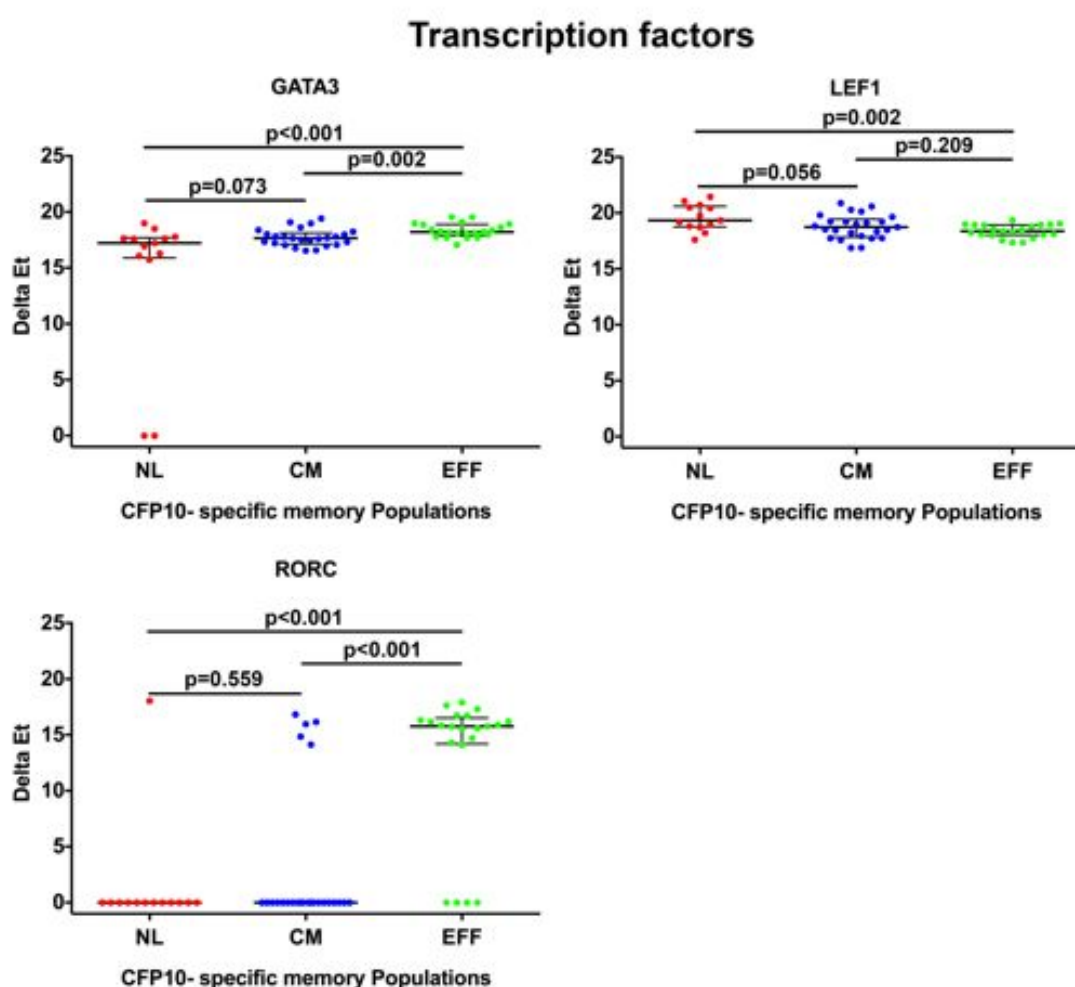 Transcription factors
GATA3
p<0.001
p=0.002
p=0.073
25
20
15
10
5
0
Delta Et
NL CM EFF
CFP10- specific memory Populations
LEF1
p=0.002
p=0.209
p=0.056
25
20
15
10
5
0
Delta Et
NL CM EFF
CFP10- specific memory Populations
RORC
p<0.001
p<0.001
p=0.559
25
20
15
10
5
0
Delta Et
NL CM EFF
CFP10- specific memory Populations